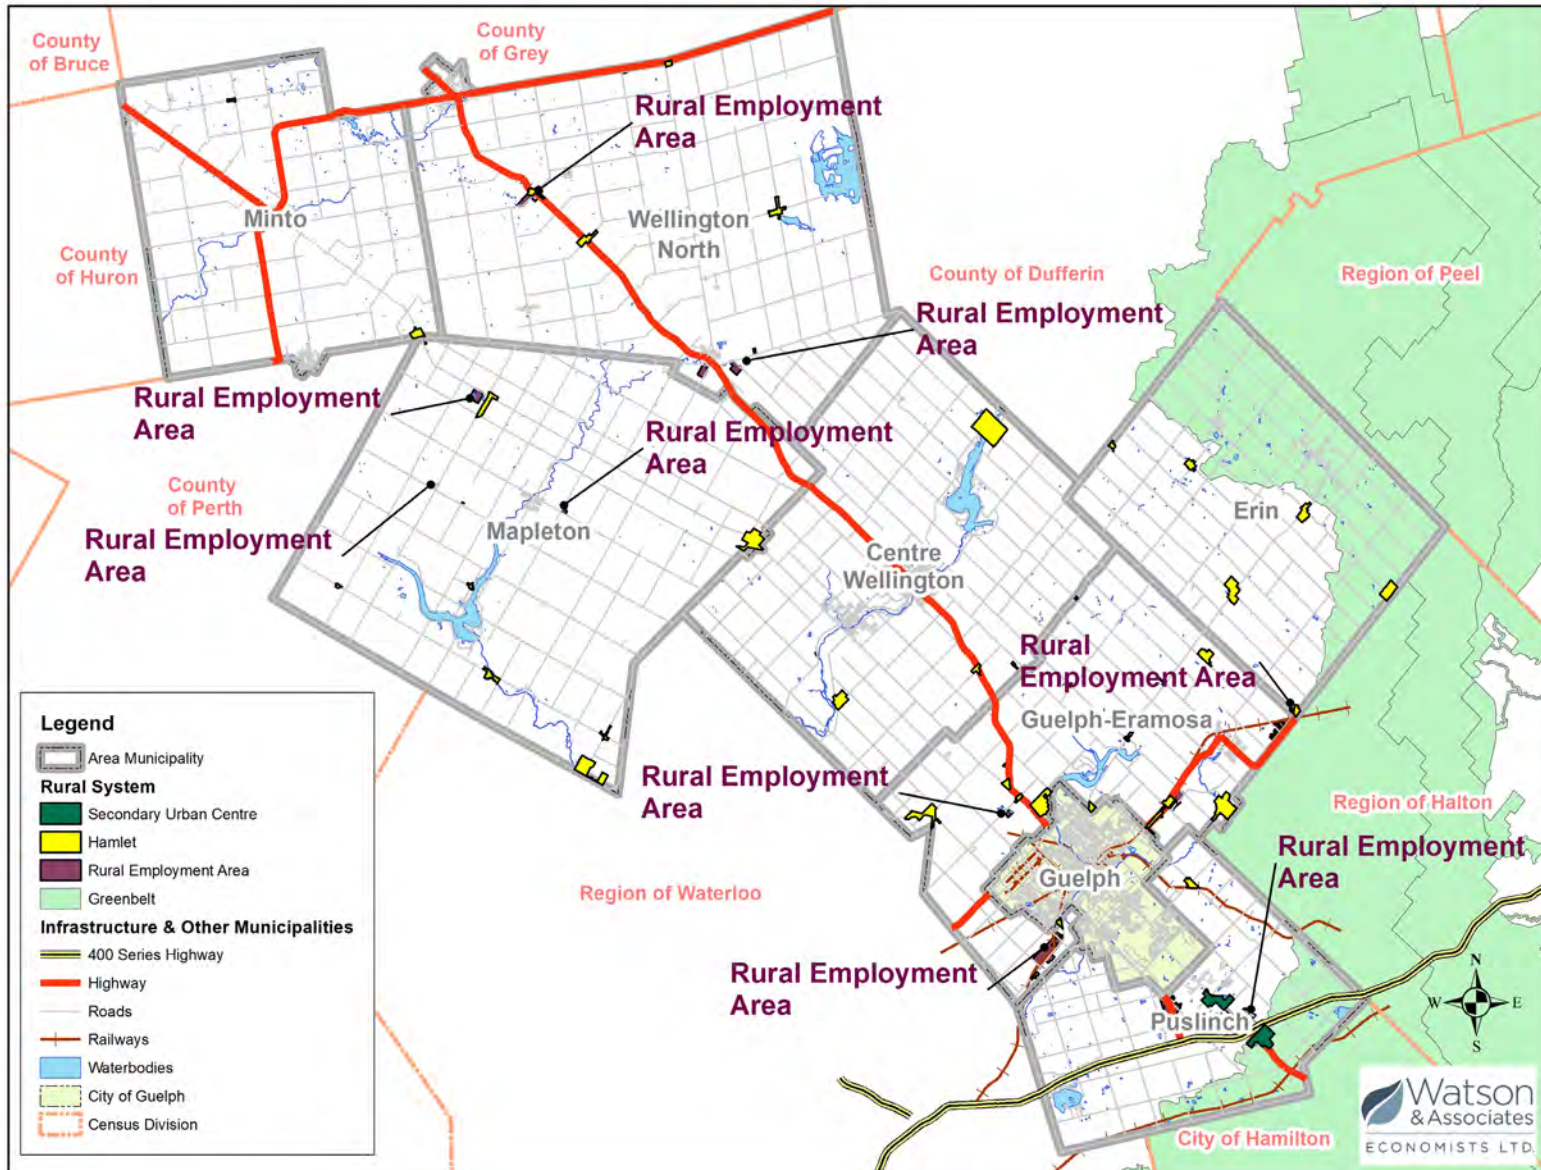 County
of Bruce
County
of Grey
Rural Employment
Area
Minto
Wellington
North
County
of Huron
County of Dufferin
Region of Peel
Rural Employment
Area
Rural Employment
Area
Rural Employment
Area
County
of Perth
Mapleton
Erin
Rural Employment
Area
Centre
Wellington
Rural
Employment Area
Guelph-Eramosa
Rural Employment
Area
Region of Halton
Rural Employment
Area
Guelph
Region of Waterloo
Rural Employment
Area
Puslinch
City of Hamilton
Legend
Area Municipality
Rural System
Secondary Urban Centre
Hamlet
Rural Employment Area
Greenbelt
Infrastructure & Other Municipalities
400 Series Highway
Highway
Roads
Railways
Waterbodies
City of Guelph
Census Division
N
W
E
S
Watson
& Associates
ECONOMISTS LTD.